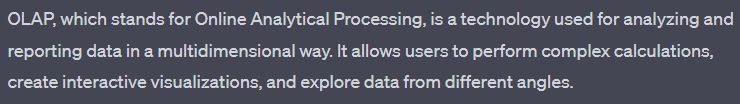 OLAP, which stands for Online Analytical Processing, is a technology used for analyzing and
reporting data in a multidimensional way. It allows users to perform complex calculations,
create interactive visualizations, and explore data from different angles.